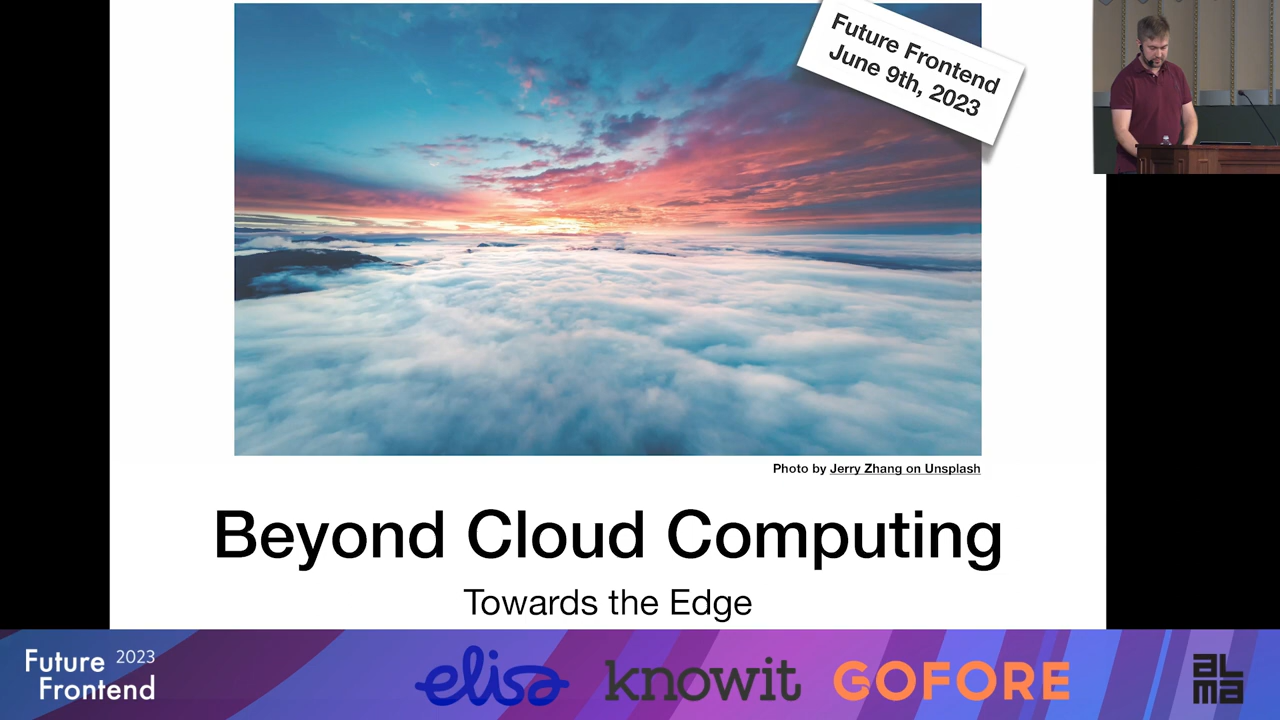 Future Frontend
June 9th, 2023
Photo by Jerry Zhang on Unsplash
Beyond Cloud Computing
Towards the Edge
Future 2023
Frontend
elisa
knowit
GOFORE
ALMA